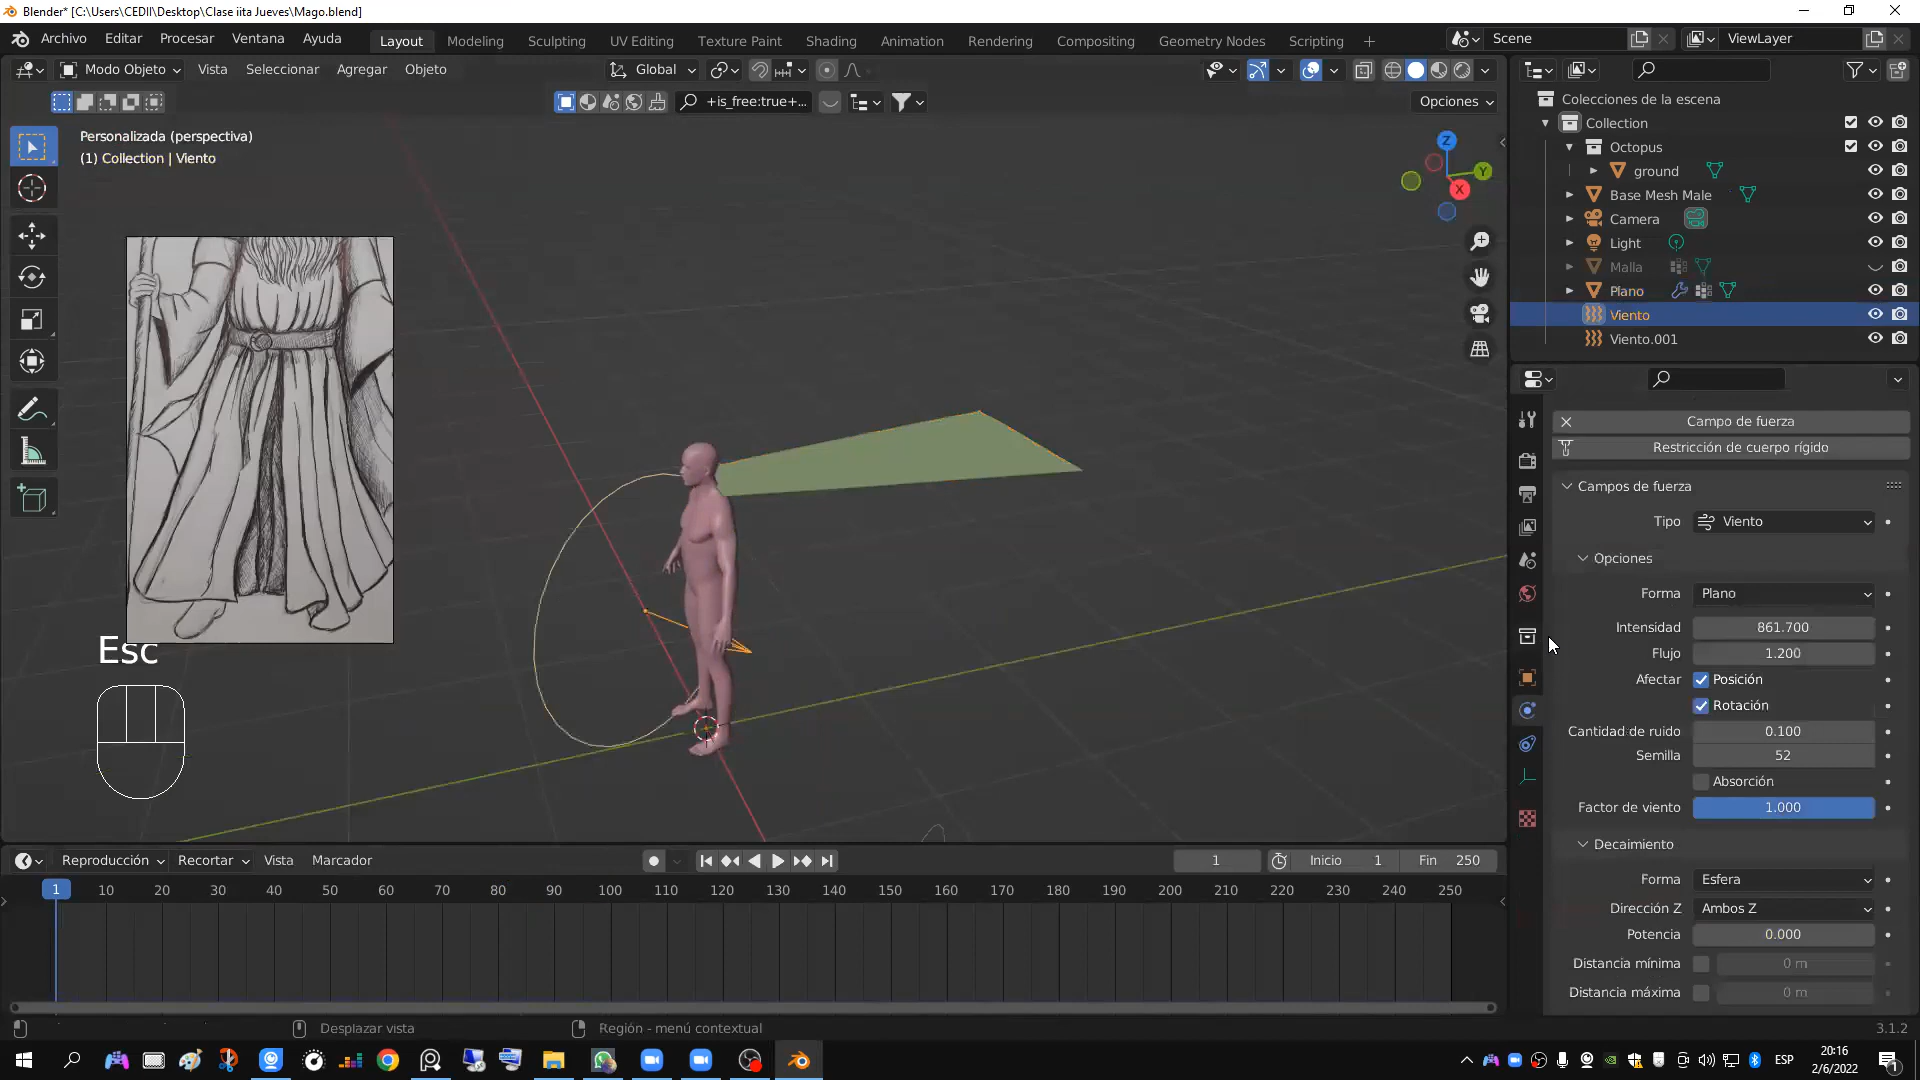 Blender* [C:\Users\CEDII\Desktop\Clase iita Jueves\Mago.blend]
Archivo Editar Procesar Ventana Ayuda
Layout Modeling Sculpting UV Editing Texture Paint Shading Animation Rendering Compositing Geometry Nodes Scripting +
Scene ViewLayer
Modo Objeto Vista Seleccionar Agregar Objeto Global
+is_free:true+... Opciones
Personalizada (perspectiva)
(1) Collection | Viento
Z
Y
X
Esc
Colecciones de la escena
Collection
Octopus
ground
Base Mesh Male
Camera
Light
Malla
Plano
Viento
Viento.001
Campo de fuerza
Restricción de cuerpo rígido
Campos de fuerza
Tipo Viento
Opciones
Forma Plano
Intensidad 861.700
Flujo 1.200
Afectar Posición
Rotación
Cantidad de ruido 0.100
Semilla 52
Absorción
Factor de viento 1.000
Decaimiento
Forma Esfera
Dirección Z Ambos Z
Potencia 0.000
Distancia mínima 0 m
Distancia máxima 0 m
Reproducción Recortar Vista Marcador 1 Inicio 1 Fin 250
1 10 20 30 40 50 60 70 80 90 100 110 120 130 140 150 160 170 180 190 200 210 220 230 240 250
Desplazar vista Región - menú contextual 3.1.2
ESP 20:16
2/6/2022
1